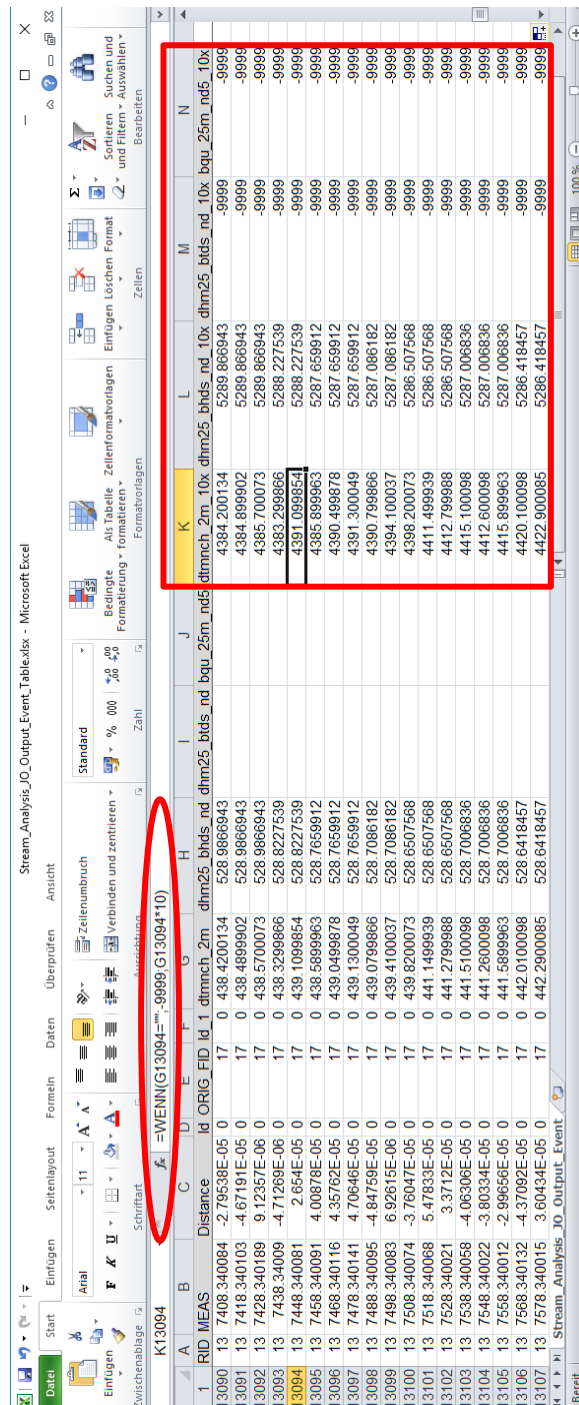 Stream_Analysis_JO_Output_Event_Table.xlsx - Microsoft Excel
Datei Start Einfügen Seitenlayout Formeln Daten Überprüfen Ansicht
Einfügen
Zwischenablage
Arial 11 A A
F K U A
Schriftart
Zeilenumbruch
Verbinden und zentrieren
Ausrichtung
Standard
% 000 ,00 ,0
Zahl
Bedingte Formatierung
Als Tabelle formatieren
Zellenformatvorlagen
Formatvorlagen
Einfügen Löschen Format
Zellen
Σ
Sortieren und Filtern
Suchen und Auswählen
Bearbeiten
K13094 fx =WENN(G13094="";-9999;G13094*10)
A B C D E F G H I J K L M N
1 RID MEAS Distance Id ORIG_FID Id_1 dtmnch_2m dhm25_bhds_nd dhm25_btds_nd bqu_25m_nd5 dtmnch_2m_10x dhm25_bhds_nd_10x dhm25_btds_nd_10x bqu_25m_nd5_10x
13090 13 7408.340084 -2.79538E-05 0 17 0 438.4200134 528.9866943 4384.200134 5289.866943 -9999 -9999
13091 13 7418.340103 -4.67191E-05 0 17 0 438.4899902 528.9866943 4384.899902 5289.866943 -9999 -9999
13092 13 7428.340189 9.12357E-06 0 17 0 438.5700073 528.9866943 4385.700073 5289.866943 -9999 -9999
13093 13 7438.34009 -4.71269E-06 0 17 0 438.3299866 528.8227539 4383.299866 5288.227539 -9999 -9999
13094 13 7448.340081 2.654E-05 0 17 0 439.1099854 528.8227539 4391.099854 5288.227539 -9999 -9999
13095 13 7458.340091 4.00878E-05 0 17 0 438.5899963 528.7659912 4385.899963 5287.659912 -9999 -9999
13096 13 7468.340116 4.35762E-05 0 17 0 439.0499878 528.7659912 4390.499878 5287.659912 -9999 -9999
13097 13 7478.340141 4.70646E-05 0 17 0 439.1300049 528.7659912 4391.300049 5287.659912 -9999 -9999
13098 13 7488.340095 -4.84759E-05 0 17 0 439.0799866 528.7086182 4390.799866 5287.086182 -9999 -9999
13099 13 7498.340083 6.92615E-06 0 17 0 439.4100037 528.7086182 4394.100037 5287.086182 -9999 -9999
13100 13 7508.340074 -3.76047E-05 0 17 0 439.8200073 528.6507568 4398.200073 5286.507568 -9999 -9999
13101 13 7518.340068 5.47833E-05 0 17 0 441.1499939 528.6507568 4411.499939 5286.507568 -9999 -9999
13102 13 7528.340021 3.3712E-05 0 17 0 441.2799988 528.6507568 4412.799988 5286.507568 -9999 -9999
13103 13 7538.340058 -4.06306E-05 0 17 0 441.5100098 528.7006836 4415.100098 5287.006836 -9999 -9999
13104 13 7548.340022 -3.80334E-05 0 17 0 441.2600098 528.7006836 4412.600098 5287.006836 -9999 -9999
13105 13 7558.340012 -2.99656E-05 0 17 0 441.5899963 528.7006836 4415.899963 5287.006836 -9999 -9999
13106 13 7568.340132 -4.37092E-05 0 17 0 442.0100098 528.6418457 4420.100098 5286.418457 -9999 -9999
13107 13 7578.340015 3.60434E-05 0 17 0 442.2900085 528.6418457 4422.900085 5286.418457 -9999 -9999
Stream_Analysis_JO_Output_Event
Bereit 100 %